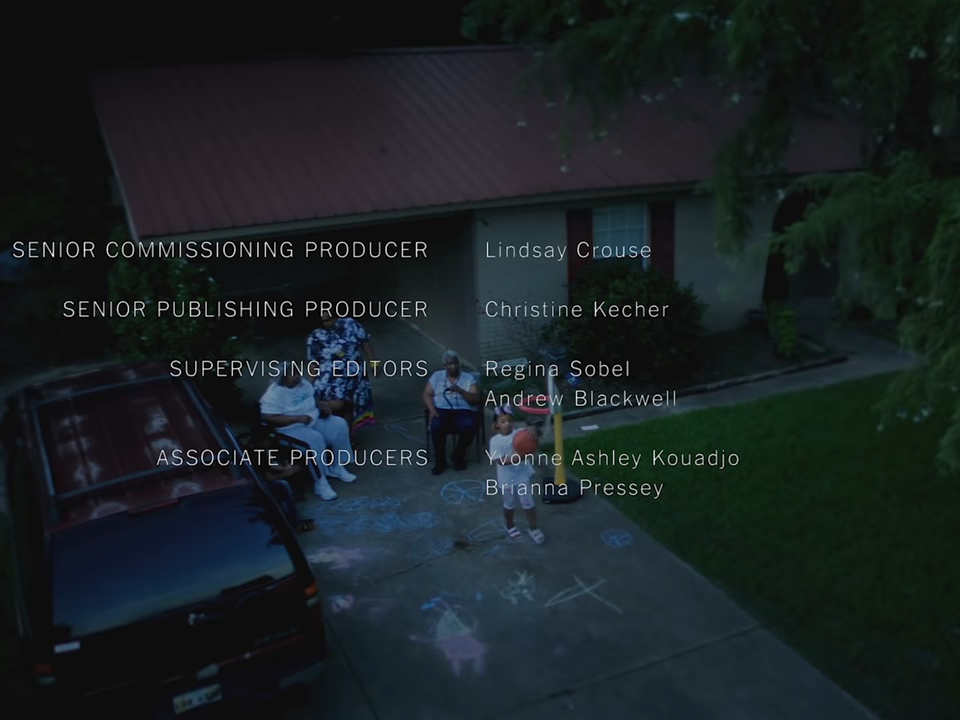 SENIOR COMMISSIONING PRODUCER Lindsay Crouse
SENIOR PUBLISHING PRODUCER Christine Kecher
SUPERVISING EDITORS Regina Sobel
Andrew Blackwell
ASSOCIATE PRODUCERS Yvonne Ashley Kouadjo
Brianna Pressey